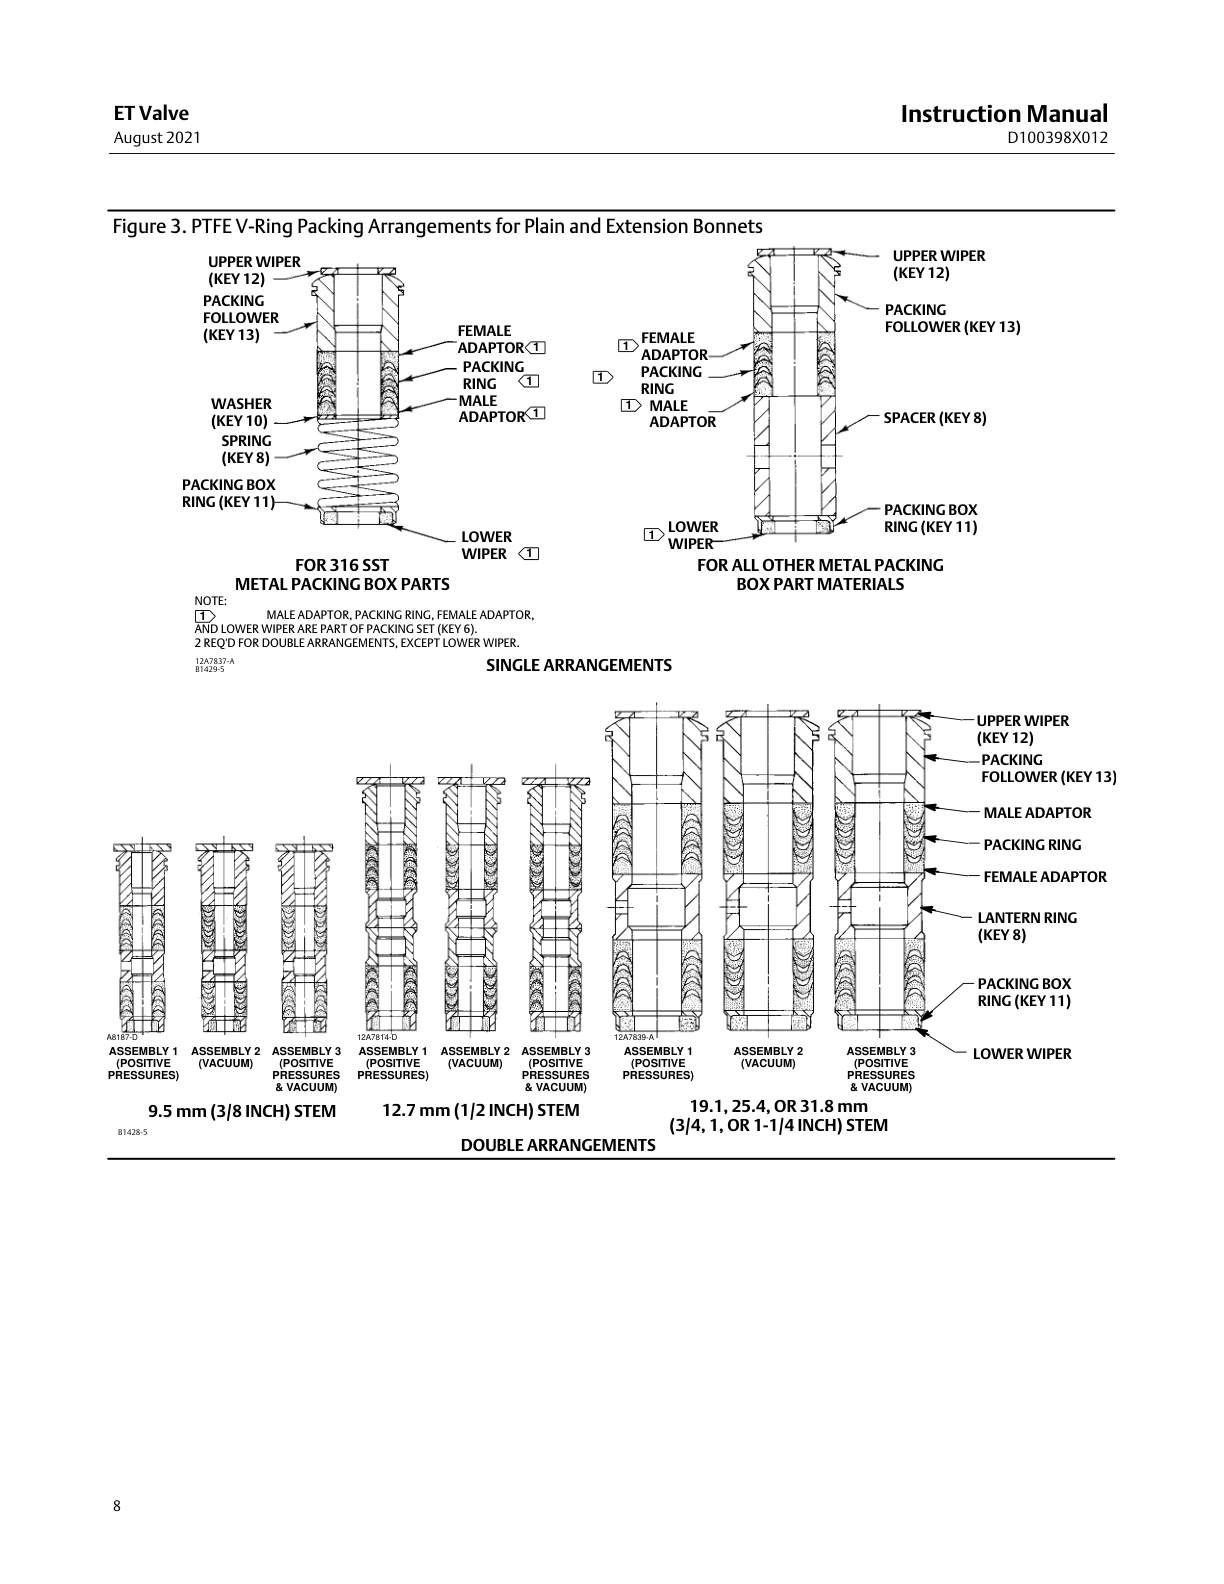 ET Valve
August 2021
Instruction Manual
D100398X012
Figure 3. PTFE V-Ring Packing Arrangements for Plain and Extension Bonnets
UPPER WIPER
(KEY 12)
PACKING
FOLLOWER
(KEY 13)
WASHER
(KEY 10)
SPRING
(KEY 8)
PACKING BOX
RING (KEY 11)
FEMALE
ADAPTOR 1
PACKING
RING 1
MALE
ADAPTOR 1
LOWER
WIPER 1
FOR 316 SST
METAL PACKING BOX PARTS
1 FEMALE
ADAPTOR
1 PACKING
RING
1 MALE
ADAPTOR
1 LOWER
WIPER
UPPER WIPER
(KEY 12)
PACKING
FOLLOWER (KEY 13)
SPACER (KEY 8)
PACKING BOX
RING (KEY 11)
FOR ALL OTHER METAL PACKING
BOX PART MATERIALS
NOTE:
1 MALE ADAPTOR, PACKING RING, FEMALE ADAPTOR,
AND LOWER WIPER ARE PART OF PACKING SET (KEY 6).
2 REQ'D FOR DOUBLE ARRANGEMENTS, EXCEPT LOWER WIPER.
12A7837-A
B1429-5
SINGLE ARRANGEMENTS
UPPER WIPER
(KEY 12)
PACKING
FOLLOWER (KEY 13)
MALE ADAPTOR
PACKING RING
FEMALE ADAPTOR
LANTERN RING
(KEY 8)
PACKING BOX
RING (KEY 11)
LOWER WIPER
A8187-D
ASSEMBLY 1
(POSITIVE
PRESSURES)
ASSEMBLY 2
(VACUUM)
ASSEMBLY 3
(POSITIVE
PRESSURES
& VACUUM)
9.5 mm (3/8 INCH) STEM
12A7814-D
ASSEMBLY 1
(POSITIVE
PRESSURES)
ASSEMBLY 2
(VACUUM)
ASSEMBLY 3
(POSITIVE
PRESSURES
& VACUUM)
12.7 mm (1/2 INCH) STEM
12A7839-A
ASSEMBLY 1
(POSITIVE
PRESSURES)
ASSEMBLY 2
(VACUUM)
ASSEMBLY 3
(POSITIVE
PRESSURES
& VACUUM)
19.1, 25.4, OR 31.8 mm
(3/4, 1, OR 1-1/4 INCH) STEM
B1428-5
DOUBLE ARRANGEMENTS
8